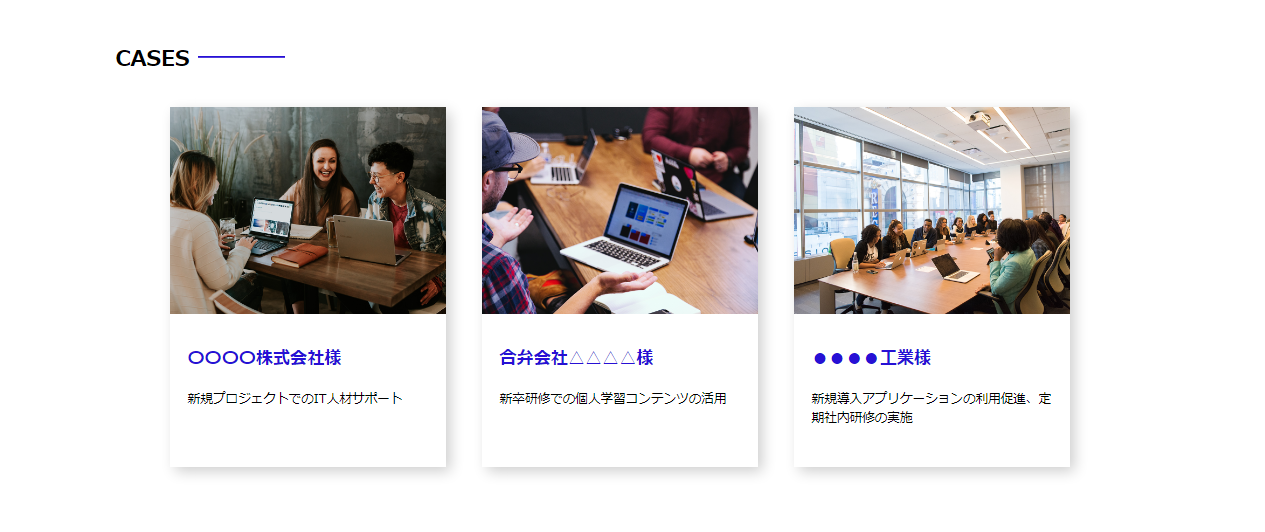 CASES
〇〇〇〇株式会社様
新規プロジェクトでのIT人材サポート
合弁会社△△△△様
新卒研修での個人学習コンテンツの活用
●●●●工業様
新規導入アプリケーションの利用促進、定
期社内研修の実施